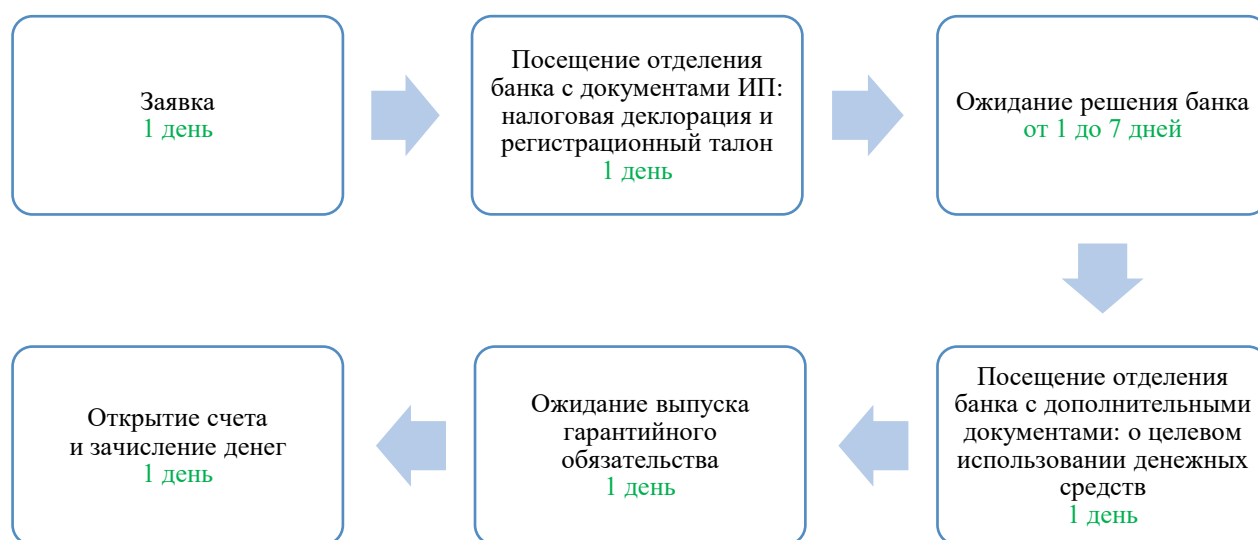 Заявка
1 день
Посещение отделения
банка с документами ИП:
налоговая деклорация и
регистрационный талон
1 день
Ожидание решения банка
от 1 до 7 дней
Посещение отделения
банка с дополнительными
документами: о целевом
использовании денежных
средств
1 день
Ожидание выпуска
гарантийного
обязательства
1 день
Открытие счета
и зачисление денег
1 день